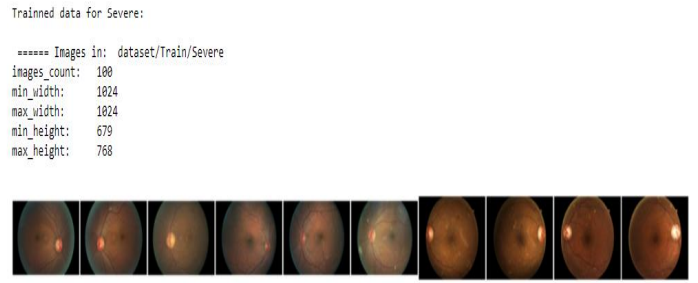 Trainned data for Severe:
====== Images in: dataset/Train/Severe
images_count: 100
min_width: 1024
max_width: 1024
min_height: 679
max_height: 768